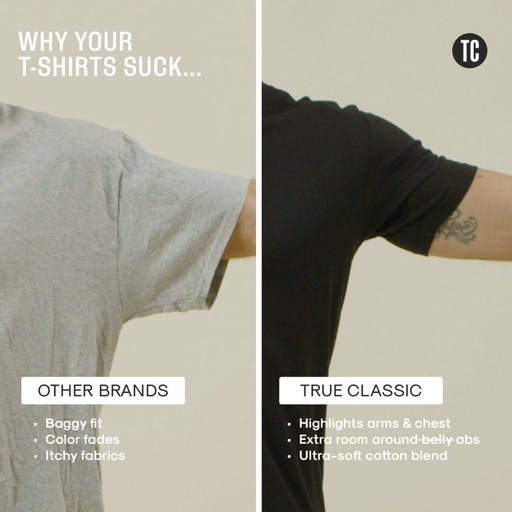 WHY YOUR
T-SHIRTS SUCK...
TC
OTHER BRANDS
• Baggy fit
• Color fades
• Itchy fabrics
TRUE CLASSIC
• Highlights arms & chest
• Extra room around belly abs
• Ultra-soft cotton blend